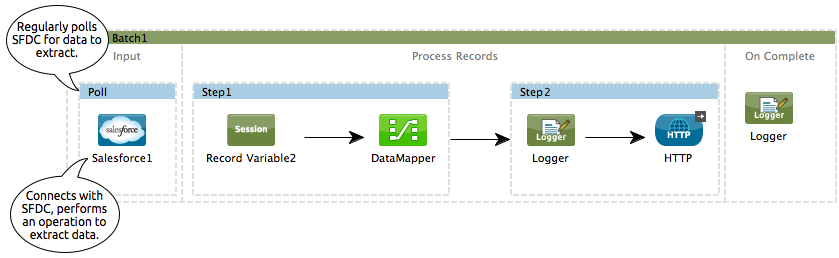 Regularly polls
SFDC for data to
extract.
Batch1
Input
Process Records
On Complete
Poll
Step1
Step2
salesforce
Session
Logger
HTTP
Logger
Salesforce1
Record Variable2
DataMapper
Logger
HTTP
Logger
Connects with
SFDC, performs
an operation to
extract data.